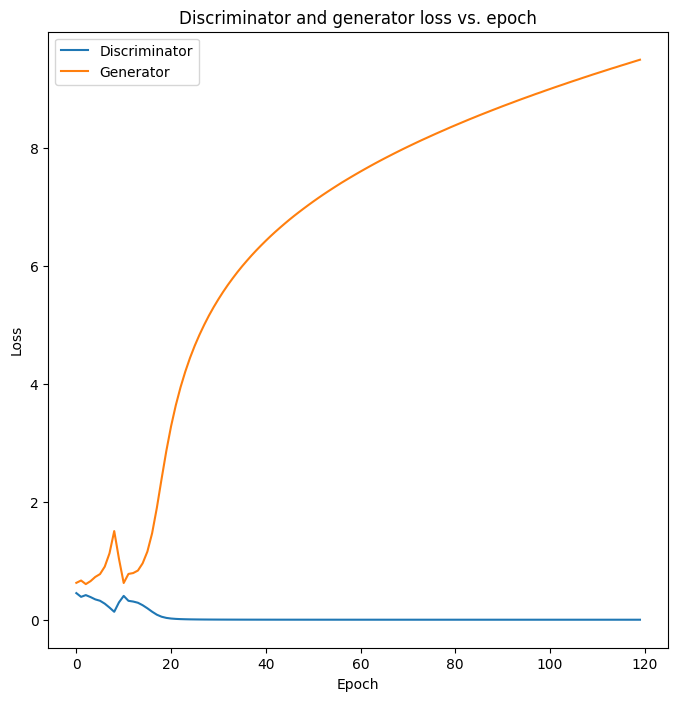 Discriminator and generator loss vs. epoch
Discriminator
Generator
Loss
8
6
4
2
0
0 20 40 60 80 100 120
Epoch